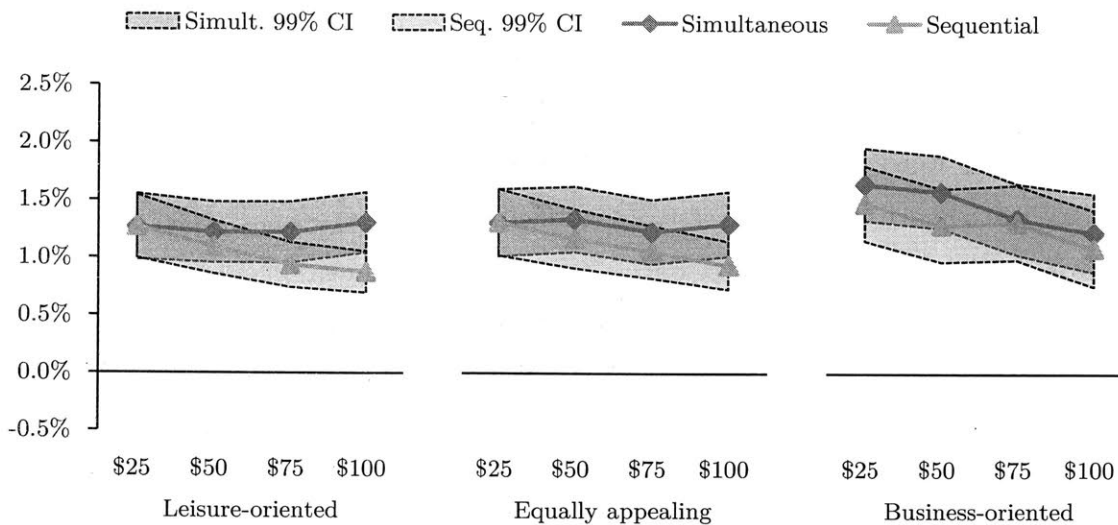 Simult. 99% CI Seq. 99% CI Simultaneous Sequential
2.5%
2.0%
1.5%
1.0%
0.5%
0.0%
-0.5%
$25 $50 $75 $100 $25 $50 $75 $100 $25 $50 $75 $100
Leisure-oriented Equally appealing Business-oriented